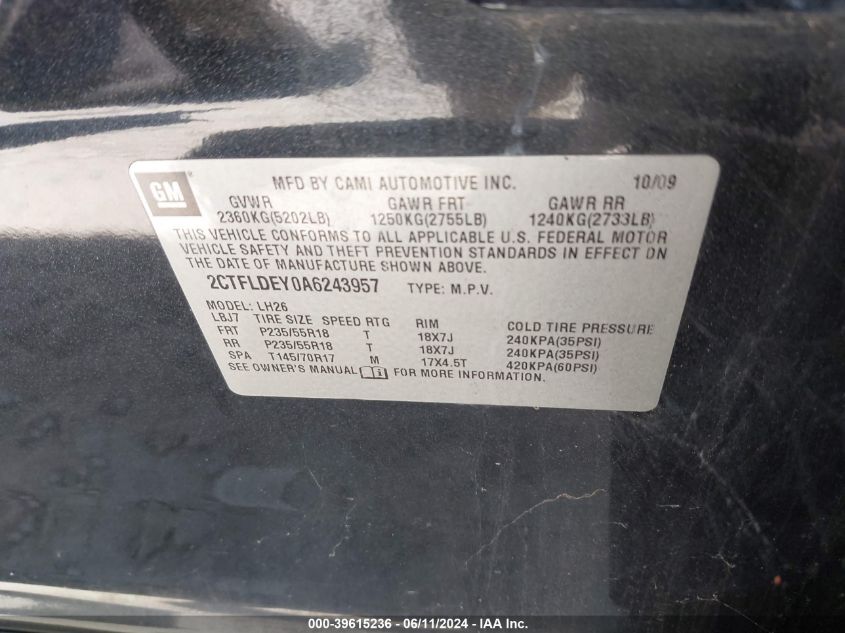 GM ®
MFD BY CAMI AUTOMOTIVE INC. 10/09
GVWR GAWR FRT GAWR RR
2360KG(5202LB) 1250KG(2755LB) 1240KG(2733LB)
THIS VEHICLE CONFORMS TO ALL APPLICABLE U.S. FEDERAL MOTOR
VEHICLE SAFETY AND THEFT PREVENTION STANDARDS IN EFFECT ON
THE DATE OF MANUFACTURE SHOWN ABOVE.
2CTFLDEY0A6243957 TYPE: M.P.V.
MODEL: LH26
LBJ7 TIRE SIZE SPEED RTG RIM COLD TIRE PRESSURE
FRT P235/55R18 T 18X7J 240KPA(35PSI)
RR P235/55R18 T 18X7J 240KPA(35PSI)
SPA T145/70R17 M 17X4.5T 420KPA(60PSI)
SEE OWNER'S MANUAL FOR MORE INFORMATION.
000-39615236 - 06/11/2024 - IAA Inc.